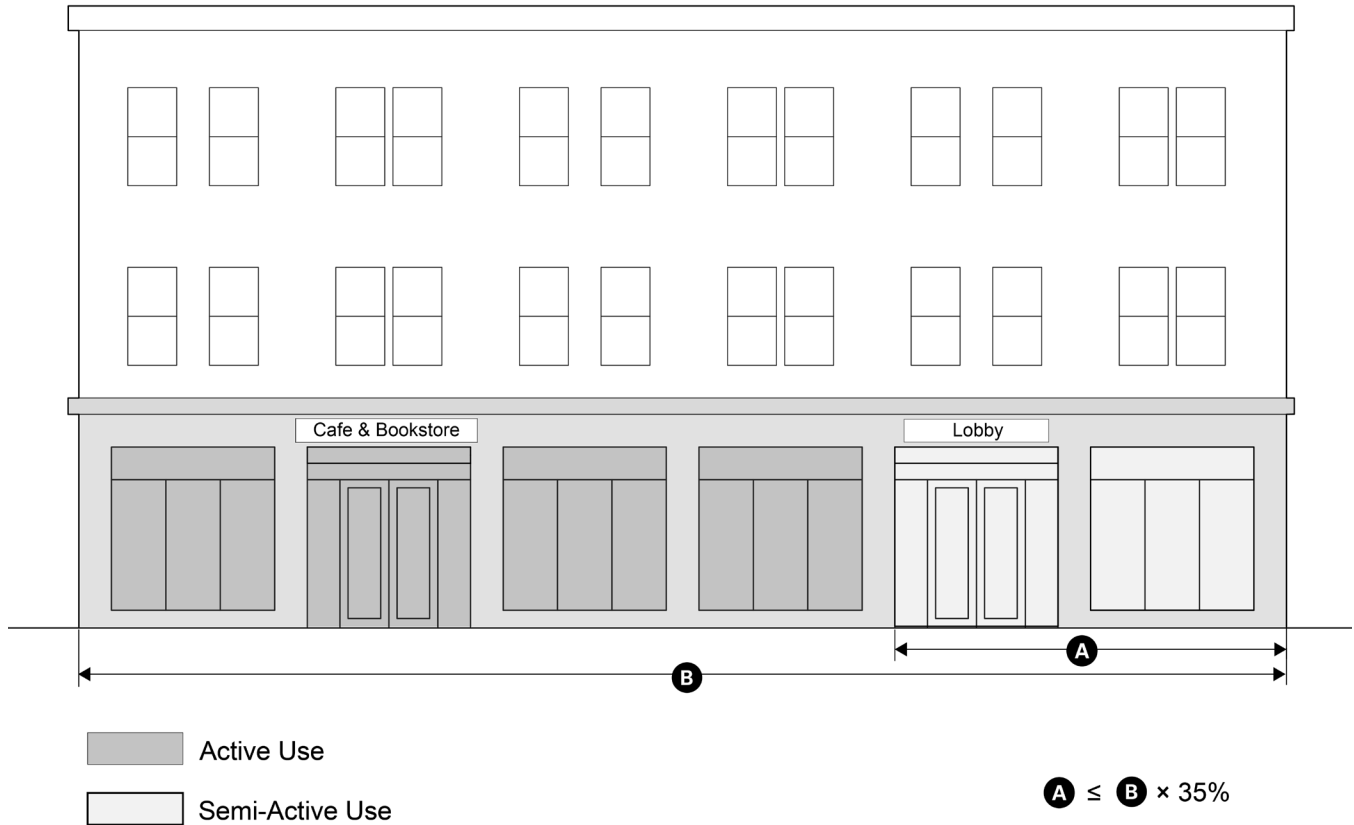 Cafe & Bookstore
Lobby
A
B
Active Use
Semi-Active Use
A ≤ B × 35%